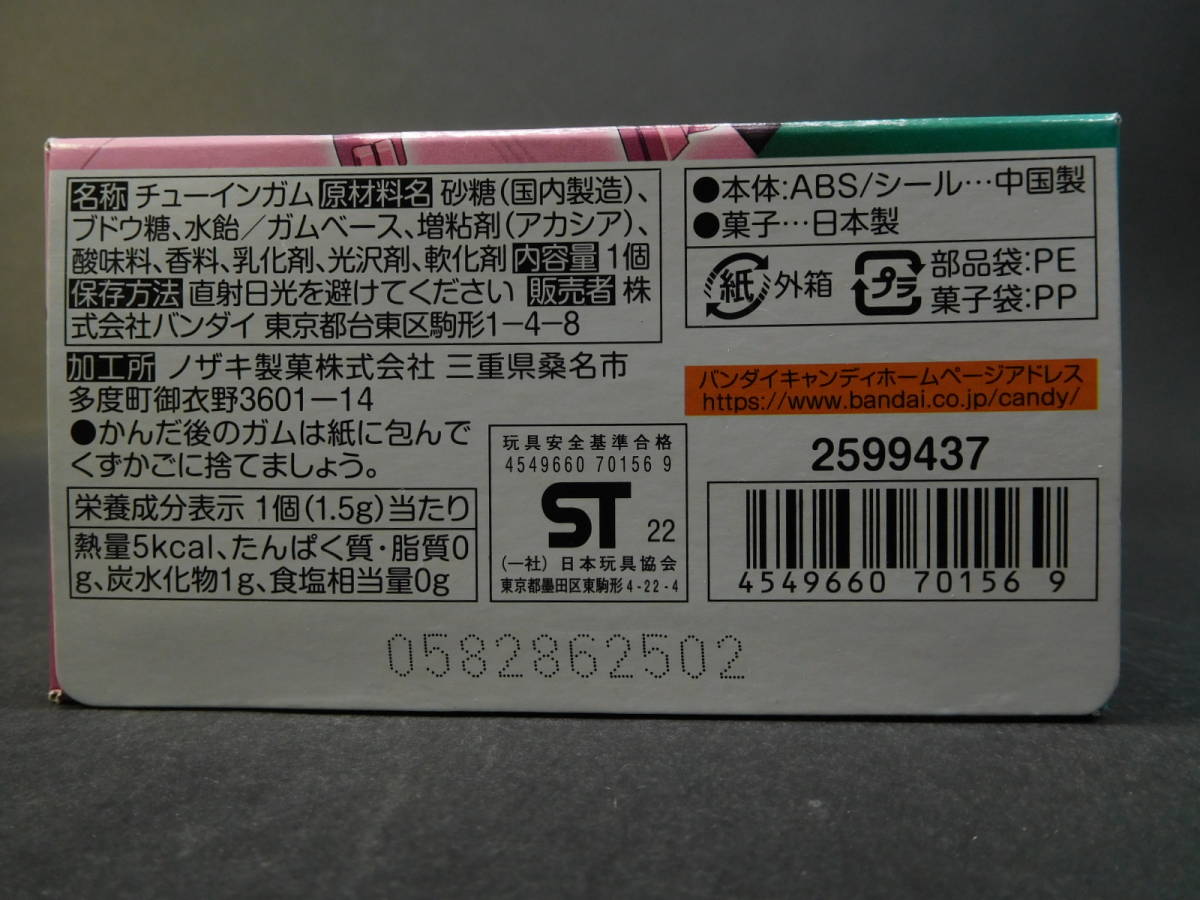 名称 チューインガム 原材料名 砂糖(国内製造)、
ブドウ糖、水飴/ガムベース、増粘剤(アカシア)、
酸味料、香料、乳化剤、光沢剤、軟化剤 内容量 1個
保存方法 直射日光を避けてください 販売者 株
式会社バンダイ 東京都台東区駒形1-4-8
加工所 ノザキ製菓株式会社 三重県桑名市
多度町御衣野3601-14
●かんだ後のガムは紙に包んで
くずかごに捨てましょう。
栄養成分表示 1個(1.5g)当たり
熱量5kcal、たんぱく質・脂質0
g、炭水化物1g、食塩相当量0g
玩具安全基準合格
4549660 70156 9
ST 22
(一社) 日本玩具協会
東京都墨田区東駒形4-22-4
●本体:ABS/シール…中国製
●菓子…日本製
紙 外箱
プラ 部品袋:PE
菓子袋:PP
バンダイキャンディホームページアドレス
https://www.bandai.co.jp/candy/
2599437
4549660 70156 9
0582862502